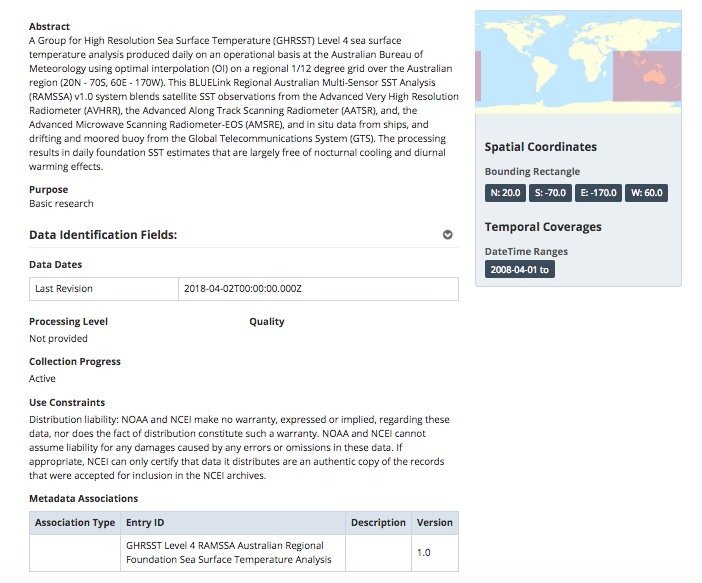 Abstract
A Group for High Resolution Sea Surface Temperature (GHRSST) Level 4 sea surface
temperature analysis produced daily on an operational basis at the Australian Bureau of
Meteorology using optimal interpolation (OI) on a regional 1/12 degree grid over the Australian
region (20N - 70S, 60E - 170W). This BLUELink Regional Australian Multi-Sensor SST Analysis
(RAMSSA) v1.0 system blends satellite SST observations from the Advanced Very High Resolution
Radiometer (AVHRR), the Advanced Along Track Scanning Radiometer (AATSR), and, the
Advanced Microwave Scanning Radiometer-EOS (AMSRE), and in situ data from ships, and
drifting and moored buoy from the Global Telecommunications System (GTS). The processing
results in daily foundation SST estimates that are largely free of nocturnal cooling and diurnal
warming effects.
Purpose
Basic research
Data Identification Fields:
Data Dates
Last Revision 2018-04-02T00:00:00.000Z
Processing Level Quality
Not provided
Collection Progress
Active
Use Constraints
Distribution liability: NOAA and NCEI make no warranty, expressed or implied, regarding these
data, nor does the fact of distribution constitute such a warranty. NOAA and NCEI cannot
assume liability for any damages caused by any errors or omissions in these data. If
appropriate, NCEI can only certify that data it distributes are an authentic copy of the records
that were accepted for inclusion in the NCEI archives.
Metadata Associations
Association Type Entry ID Description Version
GHRSST Level 4 RAMSSA Australian Regional
Foundation Sea Surface Temperature Analysis
1.0
Spatial Coordinates
Bounding Rectangle
N: 20.0 S: -70.0 E: -170.0 W: 60.0
Temporal Coverages
DateTime Ranges
2008-04-01 to